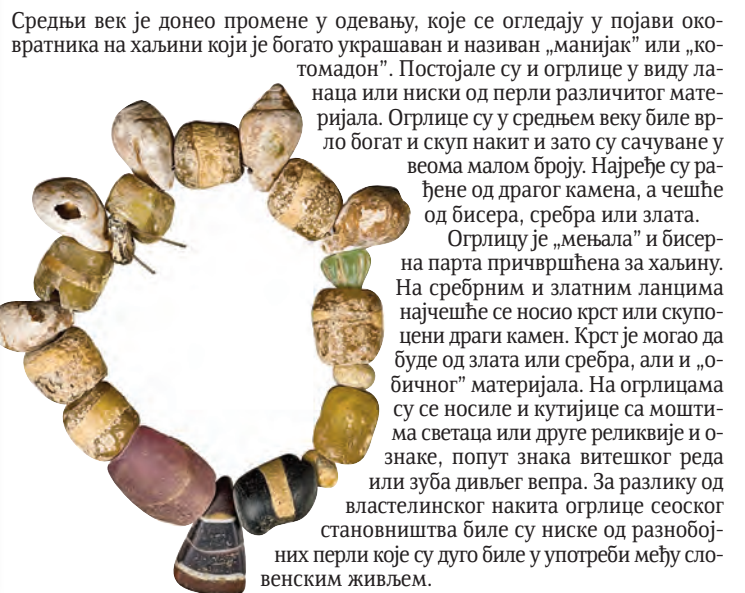 Средњи век је донео промене у одевању, које се огледају у појави око-
вратника на хаљини који је богато украшаван и називан „манијак” или „ко-
томадон”. Постојале су и огрлице у виду ла-
наца или ниски од перли различитог мате-
ријала. Огрлице су у средњем веку биле вр-
ло богат и скуп накит и зато су сачуване у
веома малом броју. Најређе су ра-
ђене од драгог камена, а чешће
од бисера, сребра или злата.
Огрлицу је „мењала” и бисер-
на парта причвршћена за хаљину.
На сребрним и златним ланцима
најчешће се носио крст или скупо-
цени драги камен. Крст је могао да
буде од злата или сребра, али и „о-
бичног” материјала. На огрлицама
су се носиле и кутијице са мошти-
ма светаца или друге реликвије и о-
знаке, попут знака витешког реда
или зуба дивљег вепра. За разлику од
властелинског накита огрлице сеоског
становништва биле су ниске од разнобој-
них перли које су дуго биле у употреби међу сло-
венским живљем.